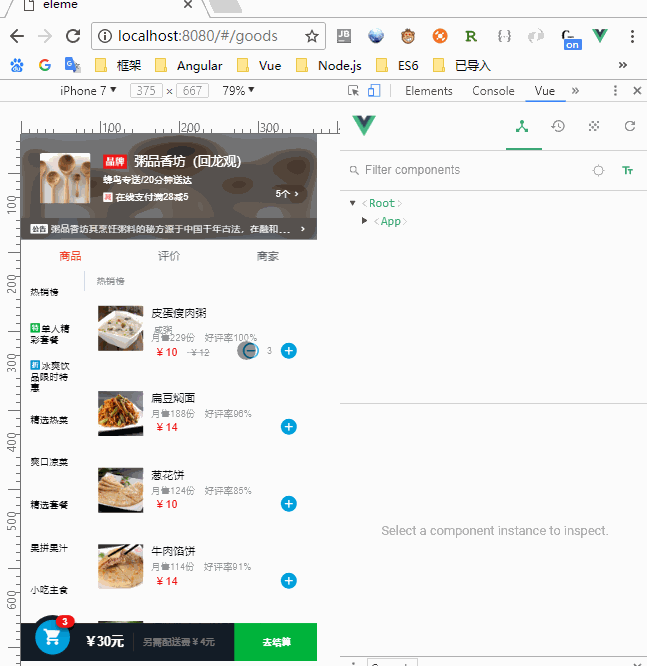 eleme
localhost:8080/#/goods
JB
R
on
框架
Angular
Vue
Node.js
ES6
已导入
»
iPhone 7
375 × 667
79%
Elements
Console
Vue
»
100
200
300
100
200
300
400
500
600
品牌 粥品香坊（回龙观）
蜂鸟专送/20分钟送达
减 在线支付满28减5
5个 >
公告 粥品香坊其烹饪粥料的秘方源于中国千年古法，在融和... >
商品
评价
商家
热销榜
特 单人精彩套餐
新 冰爽饮品限时特惠
精选热菜
爽口凉菜
精选套餐
果拼果汁
小吃主食
热销榜
皮蛋瘦肉粥
咸粥
月售229份 好评率100%
￥10 ￥12
3
扁豆焖面
月售188份 好评率96%
￥14
葱花饼
月售124份 好评率85%
￥10
牛肉馅饼
月售114份 好评率91%
￥14
3
￥30元
另需配送费￥4元
去结算
Filter components
<Root>
<App>
Select a component instance to inspect.